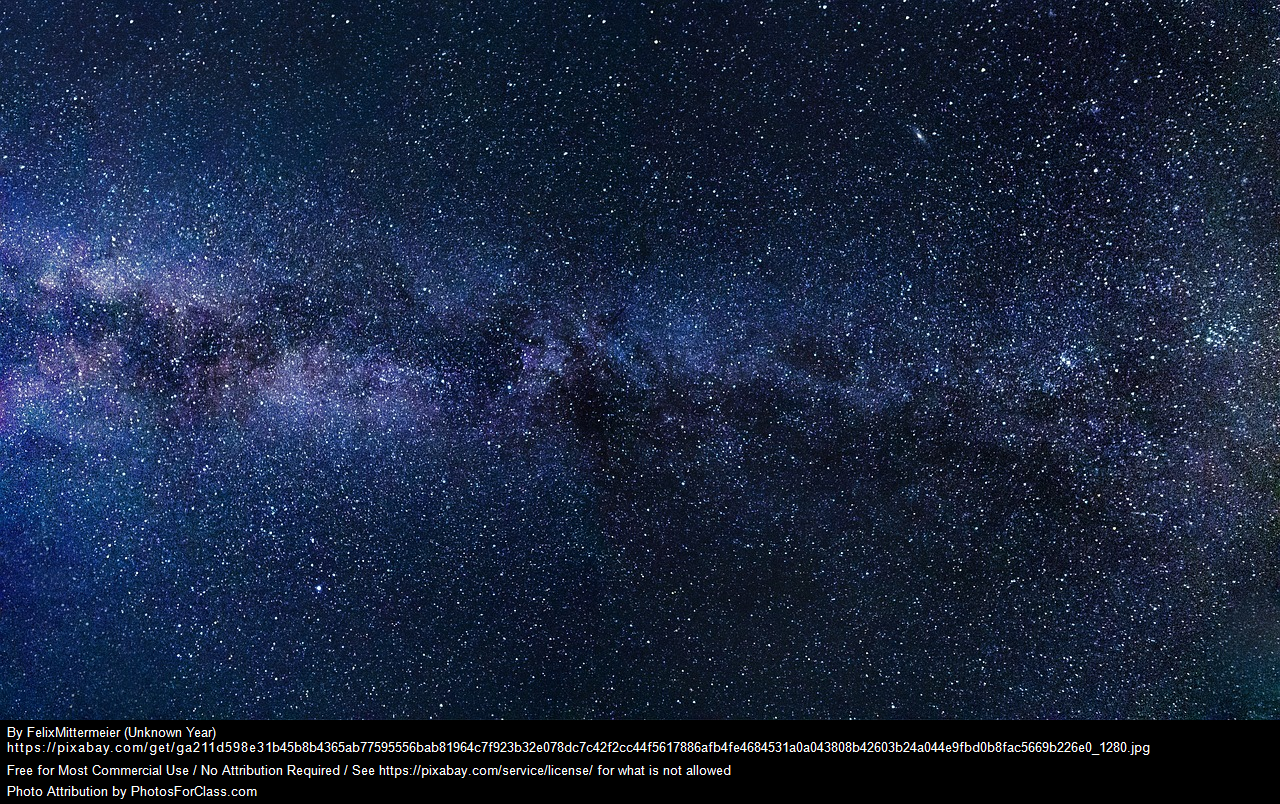 By FelixMittermeier (Unknown Year)
https://pixabay.com/get/ga211d598e31b45b8b4365ab77595556bab81964c7f923b32e078dc7c42f2cc44f5617886afb4fe4684531a0a043808b42603b24a044e9fbd0b8fac5669b226e0_1280.jpg
Free for Most Commercial Use / No Attribution Required / See https://pixabay.com/service/license/ for what is not allowed
Photo Attribution by PhotosForClass.com